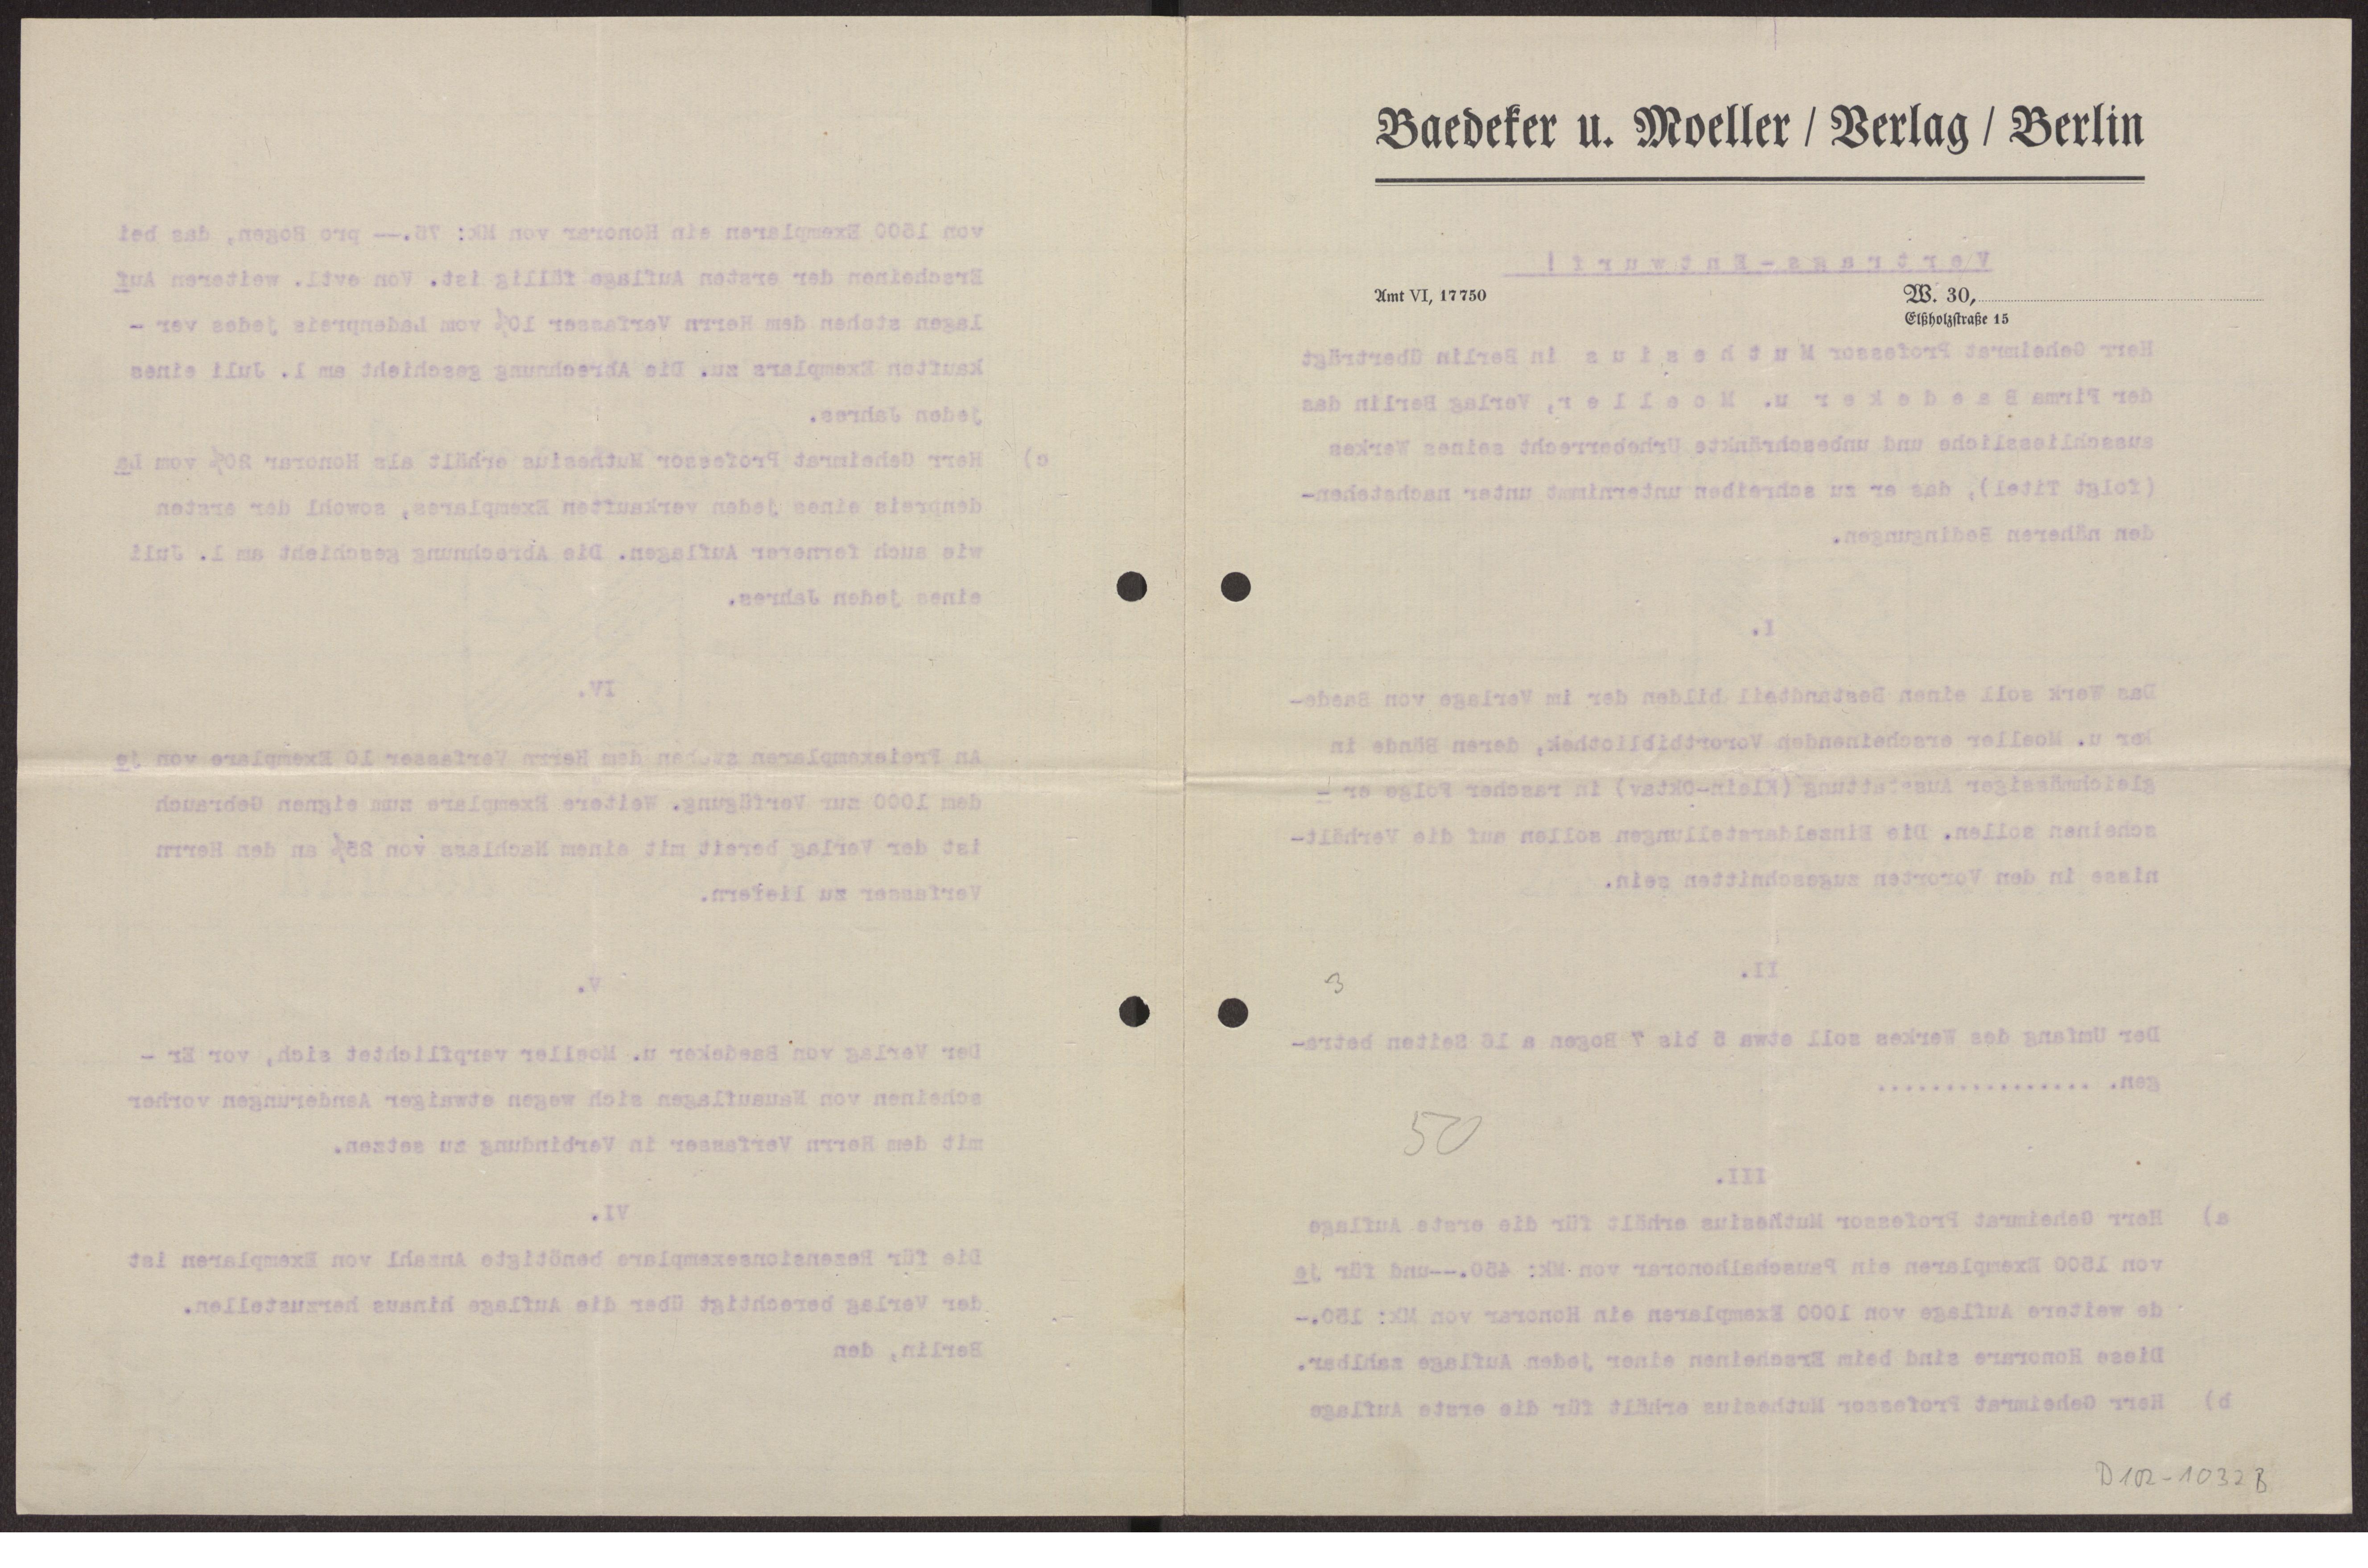 Baedeker u. Moeller / Verlag / Berlin
Vertrags-Entwurf!
Amt VI, 17750
W. 30,
Elßholzstraße 15
Herr Geheimrat Professor Muthesius in Berlin überträgt
der Firma Baedeker u. Moeller, Verlag Berlin das
ausschliessliche und unbeschränkte Urheberrecht seines Werkes
(folgt Titel), das er zu schreiben unternimmt unter nachstehen-
den näheren Bedingungen.
I.
Das Werk soll einen Bestandteil bilden der im Verlage von Baede-
ker u. Moeller erscheinenden Vorortbibliothek, deren Bände in
gleichmässiger Ausstattung (Klein-Oktav) in rascher Folge er -
scheinen sollen. Die Einzeldarstellungen sollen auf die Verhält-
nisse in den Vororten zugeschnitten sein.
II.
3
Der Umfang des Werkes soll etwa 5 bis 7 Bogen a 16 Seiten betra-
gen. ................
50
III.
a) Herr Geheimrat Professor Muthesius erhält für die erste Auflage
von 1500 Exemplaren ein Pauschalhonorar von Mk: 450.--und für je
de weitere Auflage von 1000 Exemplaren ein Honorar von Mk: 150.-
Diese Honorare sind beim Erscheinen einer jeden Auflage zahlbar.
b) Herr Geheimrat Professor Muthesius erhält für die erste Auflage
D102-1032B
von 1500 Exemplaren ein Honorar von Mk: 75.-- pro Bogen, das bei
Erscheinen der ersten Auflage fällig ist. Von evtl. weiteren Auf
lagen stehen dem Herrn Verfasser 10% vom Ladenpreis jedes ver -
kauften Exemplars zu. Die Abrechnung geschieht am 1. Juli eines
jeden Jahres.
c) Herr Geheimrat Professor Muthesius erhält als Honorar 20% vom La
denpreis eines jeden verkauften Exemplares, sowohl der ersten
wie auch fernerer Auflagen. Die Abrechnung geschieht am 1. Juli
eines jeden Jahres.
IV.
An Freiexemplaren stehen dem Herrn Verfasser 10 Exemplare von je
dem 1000 zur Verfügung. Weitere Exemplare zum eignen Gebrauch
ist der Verlag bereit mit einem Nachlass von 25% an den Herrn
Verfasser zu liefern.
V.
Der Verlag von Baedeker u. Moeller verpflichtet sich, vor Er -
scheinen von Neuauflagen sich wegen etwaiger Aenderungen vorher
mit dem Herrn Verfasser in Verbindung zu setzen.
VI.
Die für Rezensionsexemplare benötigte Anzahl von Exemplaren ist
der Verlag berechtigt über die Auflage hinaus herzustellen.
Berlin, den